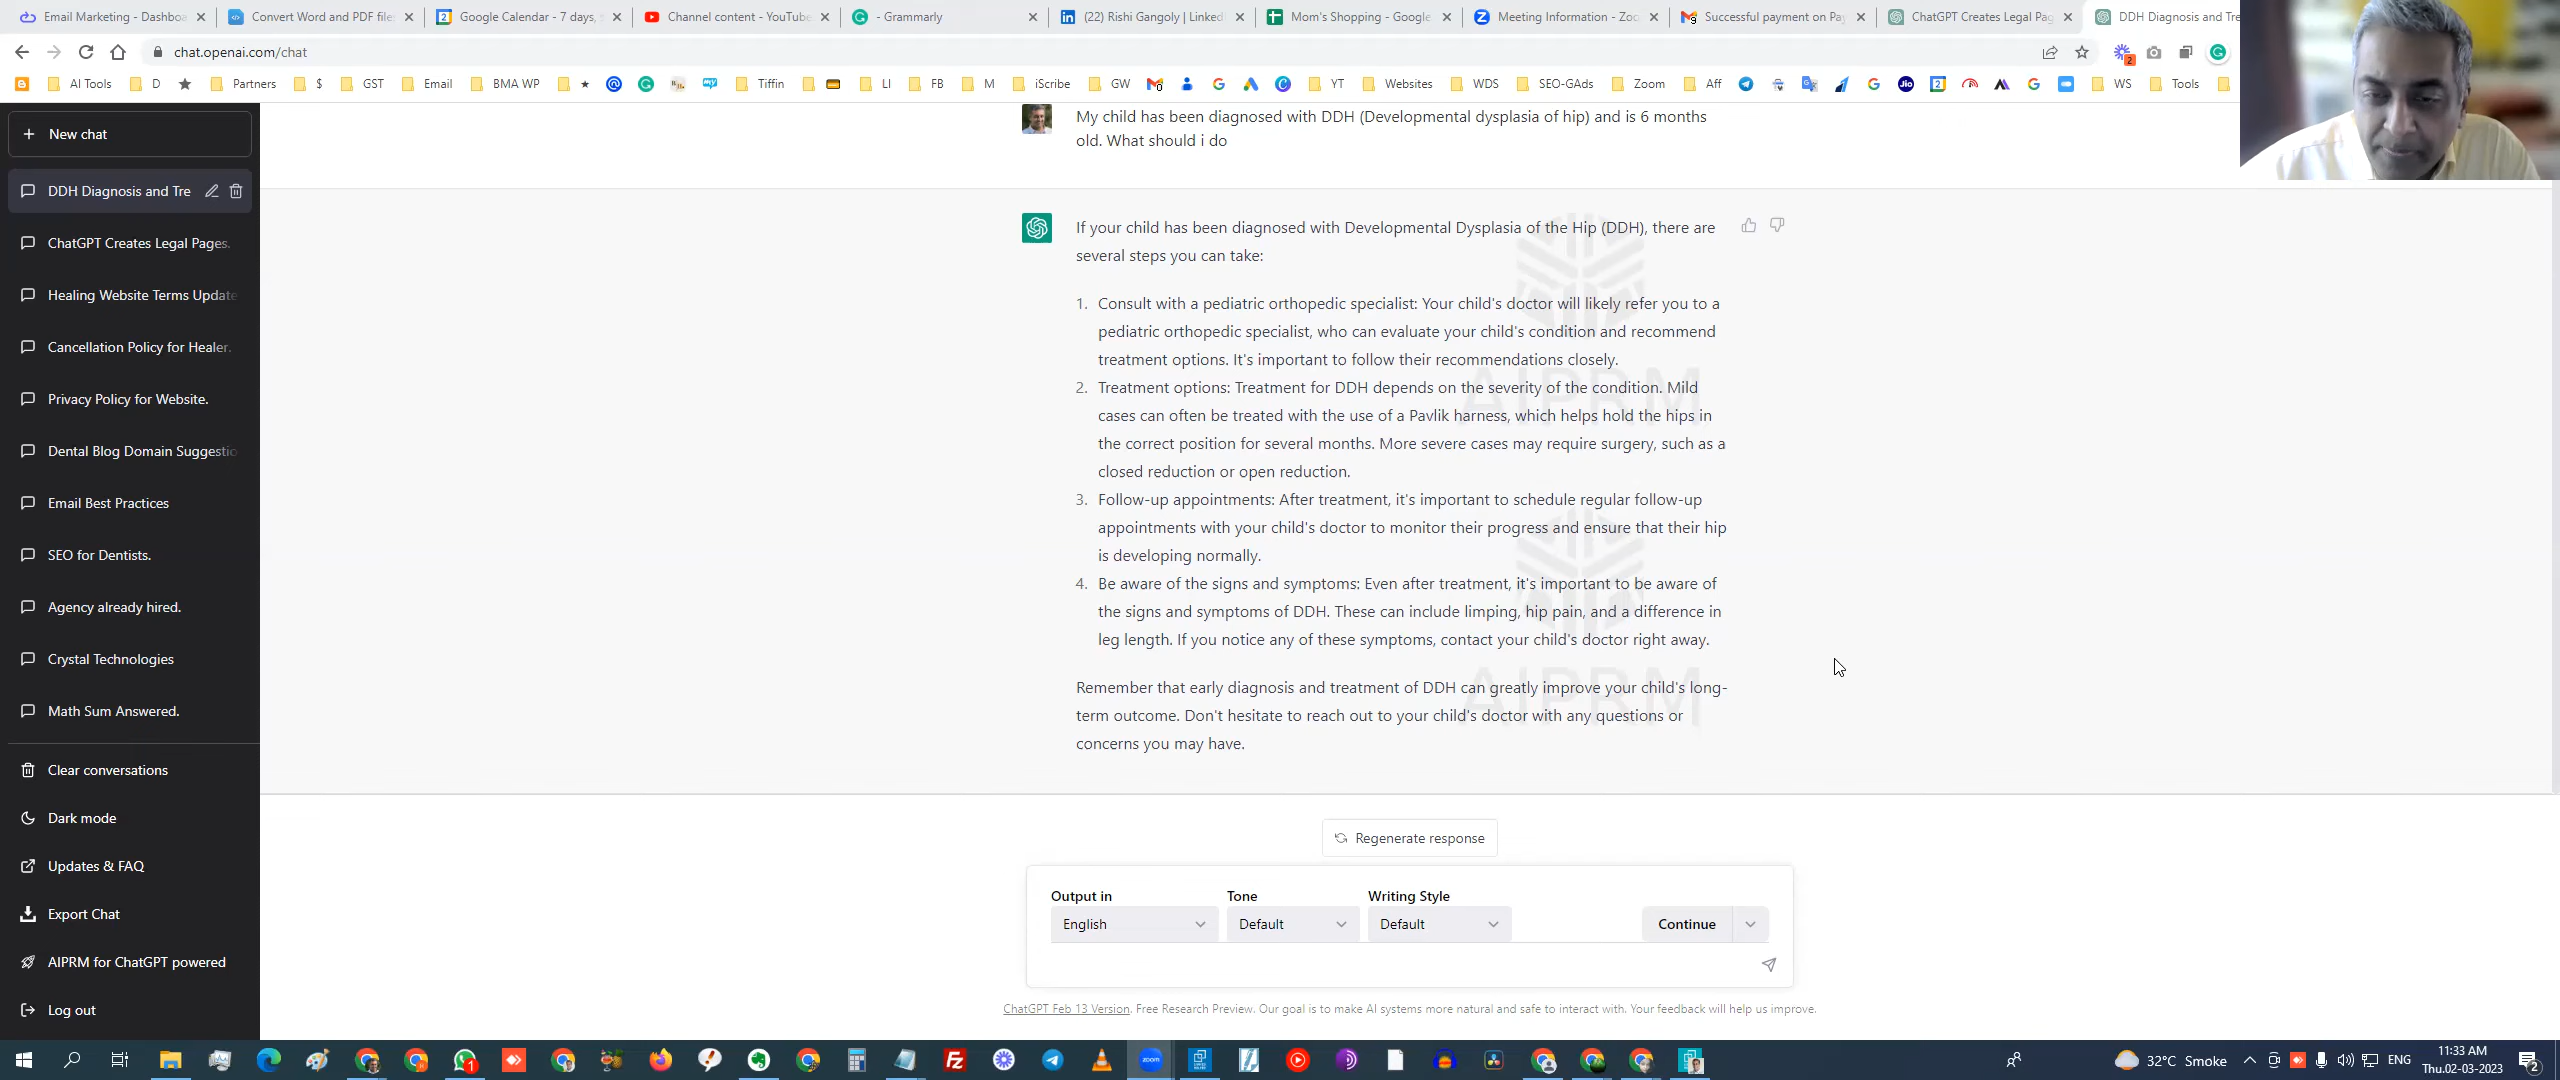 Email Marketing - Dashboa
Convert Word and PDF file
Google Calendar - 7 days,
Channel content - YouTube
- Grammarly
(22) Rishi Gangoly | Linked
Mom's Shopping - Google
Meeting Information - Zoo
Successful payment on Pay
ChatGPT Creates Legal Pag
DDH Diagnosis and Tre
chat.openai.com/chat
2
AI Tools
D
Partners
$
GST
Email
BMA WP
Tiffin
LI
FB
M
iScribe
GW
YT
Websites
WDS
SEO-GAds
Zoom
Aff
Jio
WS
Tools
New chat
DDH Diagnosis and Tre
ChatGPT Creates Legal Pages.
Healing Website Terms Update
Cancellation Policy for Healer.
Privacy Policy for Website.
Dental Blog Domain Suggestio
Email Best Practices
SEO for Dentists.
Agency already hired.
Crystal Technologies
Math Sum Answered.
Clear conversations
Dark mode
Updates & FAQ
Export Chat
AIPRM for ChatGPT powered
Log out
My child has been diagnosed with DDH (Developmental dysplasia of hip) and is 6 months
old. What should i do
If your child has been diagnosed with Developmental Dysplasia of the Hip (DDH), there are
several steps you can take:
1. Consult with a pediatric orthopedic specialist: Your child's doctor will likely refer you to a
pediatric orthopedic specialist, who can evaluate your child's condition and recommend
treatment options. It's important to follow their recommendations closely.
2. Treatment options: Treatment for DDH depends on the severity of the condition. Mild
cases can often be treated with the use of a Pavlik harness, which helps hold the hips in
the correct position for several months. More severe cases may require surgery, such as a
closed reduction or open reduction.
3. Follow-up appointments: After treatment, it's important to schedule regular follow-up
appointments with your child's doctor to monitor their progress and ensure that their hip
is developing normally.
4. Be aware of the signs and symptoms: Even after treatment, it's important to be aware of
the signs and symptoms of DDH. These can include limping, hip pain, and a difference in
leg length. If you notice any of these symptoms, contact your child's doctor right away.
Remember that early diagnosis and treatment of DDH can greatly improve your child's long-
term outcome. Don't hesitate to reach out to your child's doctor with any questions or
concerns you may have.
AIPRM
AIPRM
Regenerate response
Output in
Tone
Writing Style
English
Default
Default
Continue
ChatGPT Feb 13 Version. Free Research Preview. Our goal is to make AI systems more natural and safe to interact with. Your feedback will help us improve.
zoom
32°C Smoke
ENG
11:33 AM
Thu.02-03-2023
2